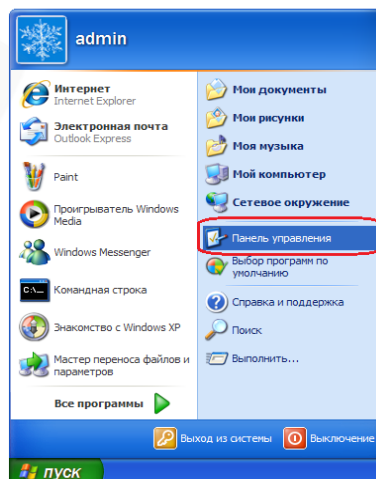 admin
Интернет
Internet Explorer
Электронная почта
Outlook Express
Paint
Проигрыватель Windows
Media
Windows Messenger
C:\_
Командная строка
Знакомство с Windows XP
Мастер переноса файлов и
параметров
Все программы
Мои документы
Мои рисунки
Моя музыка
Мой компьютер
Сетевое окружение
Панель управления
Выбор программ по
умолчанию
Справка и поддержка
Поиск
Выполнить...
Выход из системы
Выключение
пуск